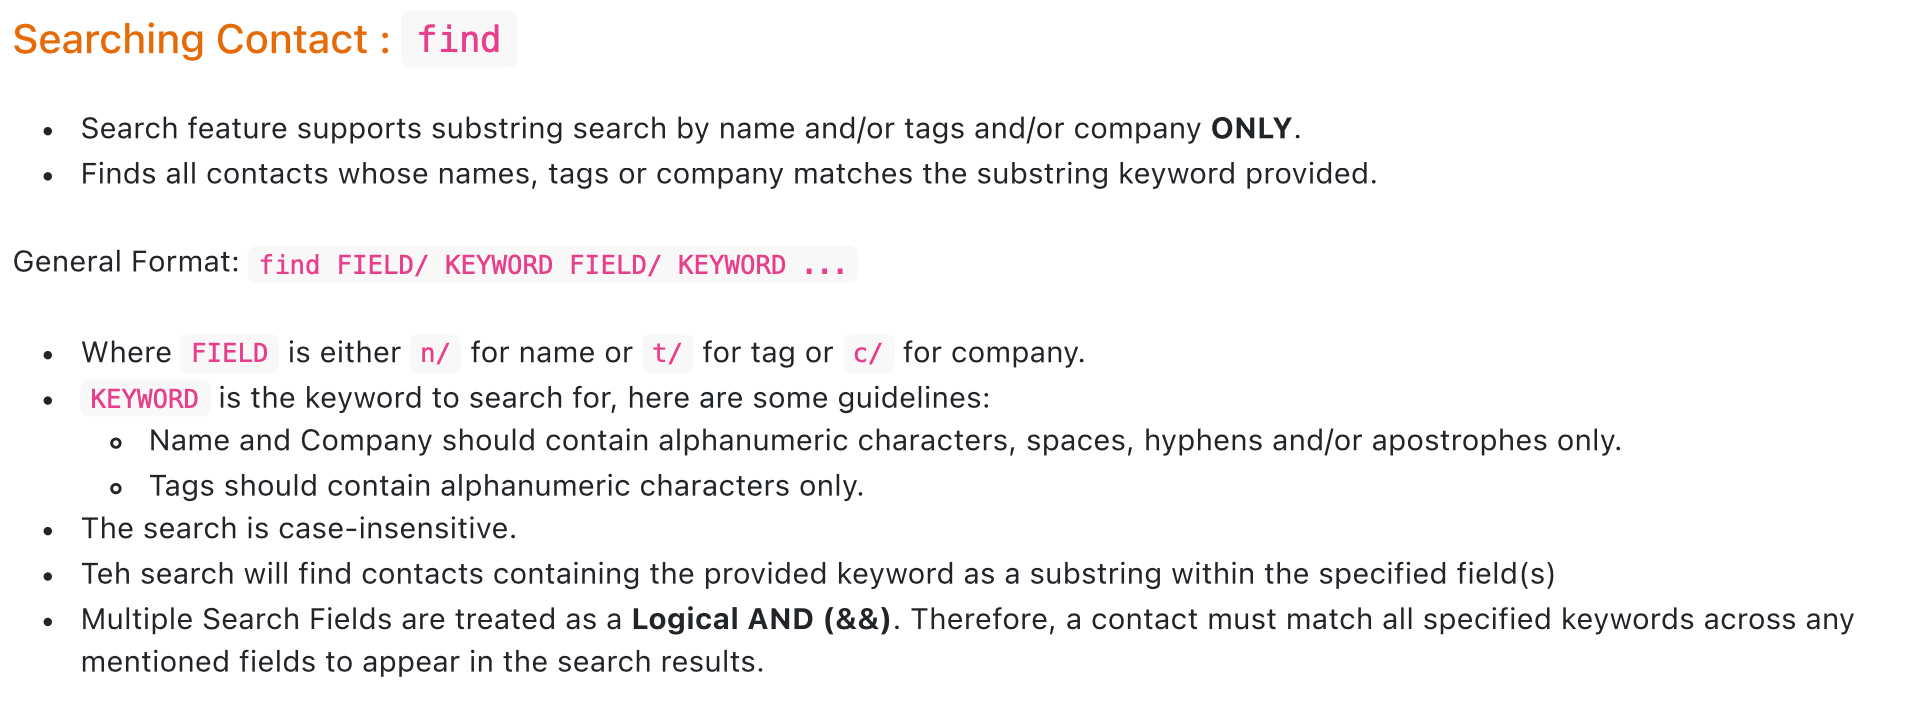 Searching Contact : find
Search feature supports substring search by name and/or tags and/or company ONLY.
Finds all contacts whose names, tags or company matches the substring keyword provided.
General Format: find FIELD/ KEYWORD FIELD/ KEYWORD ...
Where FIELD is either n/ for name or t/ for tag or c/ for company.
KEYWORD is the keyword to search for, here are some guidelines:
Name and Company should contain alphanumeric characters, spaces, hyphens and/or apostrophes only.
Tags should contain alphanumeric characters only.
The search is case-insensitive.
Teh search will find contacts containing the provided keyword as a substring within the specified field(s)
Multiple Search Fields are treated as a Logical AND (&&). Therefore, a contact must match all specified keywords across any
mentioned fields to appear in the search results.